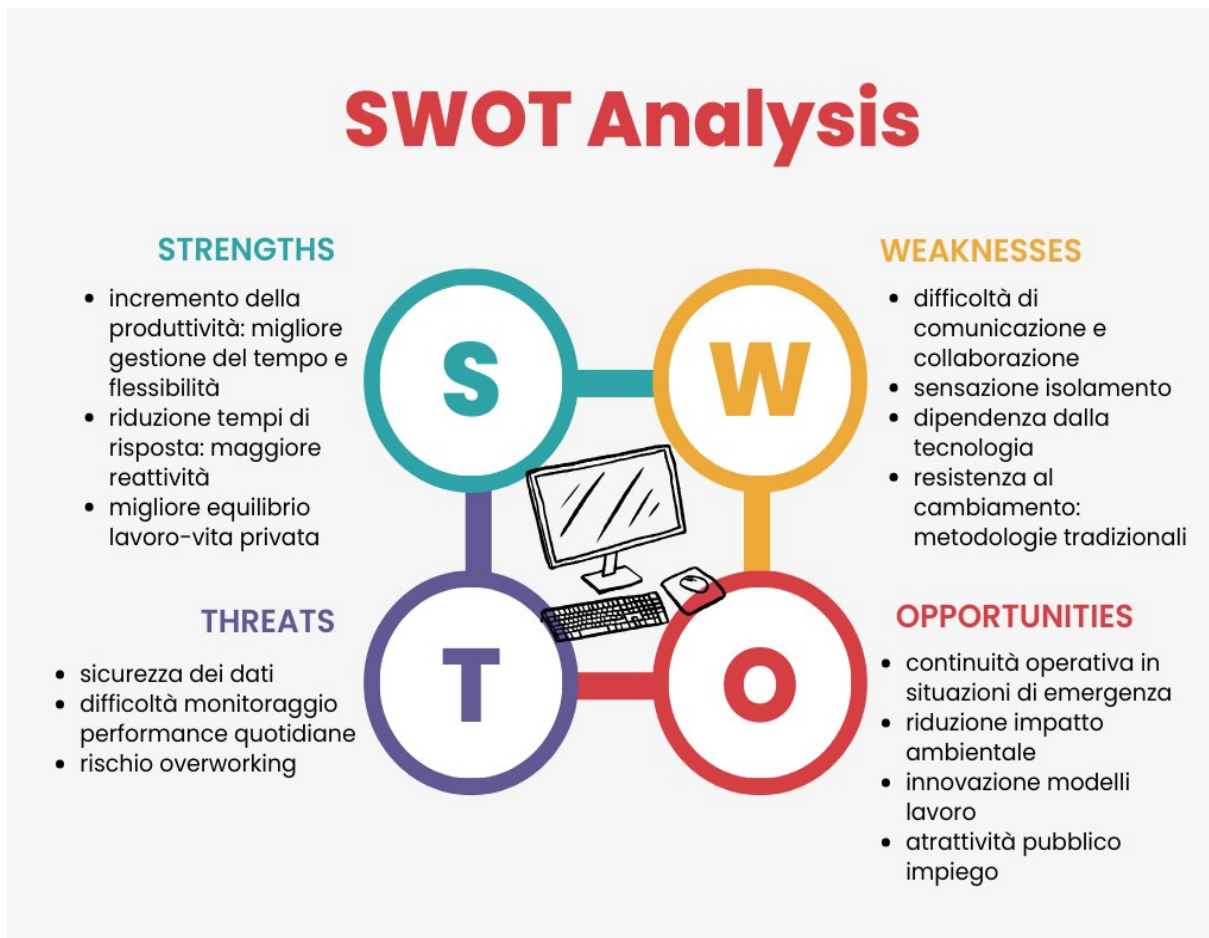 SWOT Analysis
STRENGTHS
• incremento della
produttività: migliore
gestione del tempo e
flessibilità
• riduzione tempi di
risposta: maggiore
reattività
• migliore equilibrio
lavoro-vita privata
WEAKNESSES
• difficoltà di
comunicazione e
collaborazione
• sensazione isolamento
• dipendenza dalla
tecnologia
• resistenza al
cambiamento:
metodologie tradizionali
S
W
T
O
THREATS
• sicurezza dei dati
• difficoltà monitoraggio
performance quotidiane
• rischio overworking
OPPORTUNITIES
• continuità operativa in
situazioni di emergenza
• riduzione impatto
ambientale
• innovazione modelli
lavoro
• atrattività pubblico
impiego